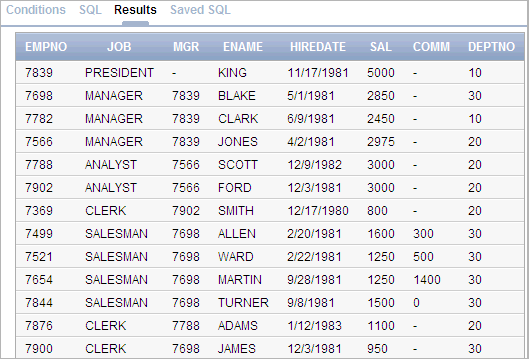 Conditions SQL Results Saved SQL
EMPNO JOB MGR ENAME HIREDATE SAL COMM DEPTNO
7839 PRESIDENT - KING 11/17/1981 5000 - 10
7698 MANAGER 7839 BLAKE 5/1/1981 2850 - 30
7782 MANAGER 7839 CLARK 6/9/1981 2450 - 10
7566 MANAGER 7839 JONES 4/2/1981 2975 - 20
7788 ANALYST 7566 SCOTT 12/9/1982 3000 - 20
7902 ANALYST 7566 FORD 12/3/1981 3000 - 20
7369 CLERK 7902 SMITH 12/17/1980 800 - 20
7499 SALESMAN 7698 ALLEN 2/20/1981 1600 300 30
7521 SALESMAN 7698 WARD 2/22/1981 1250 500 30
7654 SALESMAN 7698 MARTIN 9/28/1981 1250 1400 30
7844 SALESMAN 7698 TURNER 9/8/1981 1500 0 30
7876 CLERK 7788 ADAMS 1/12/1983 1100 - 20
7900 CLERK 7698 JAMES 12/3/1981 950 - 30